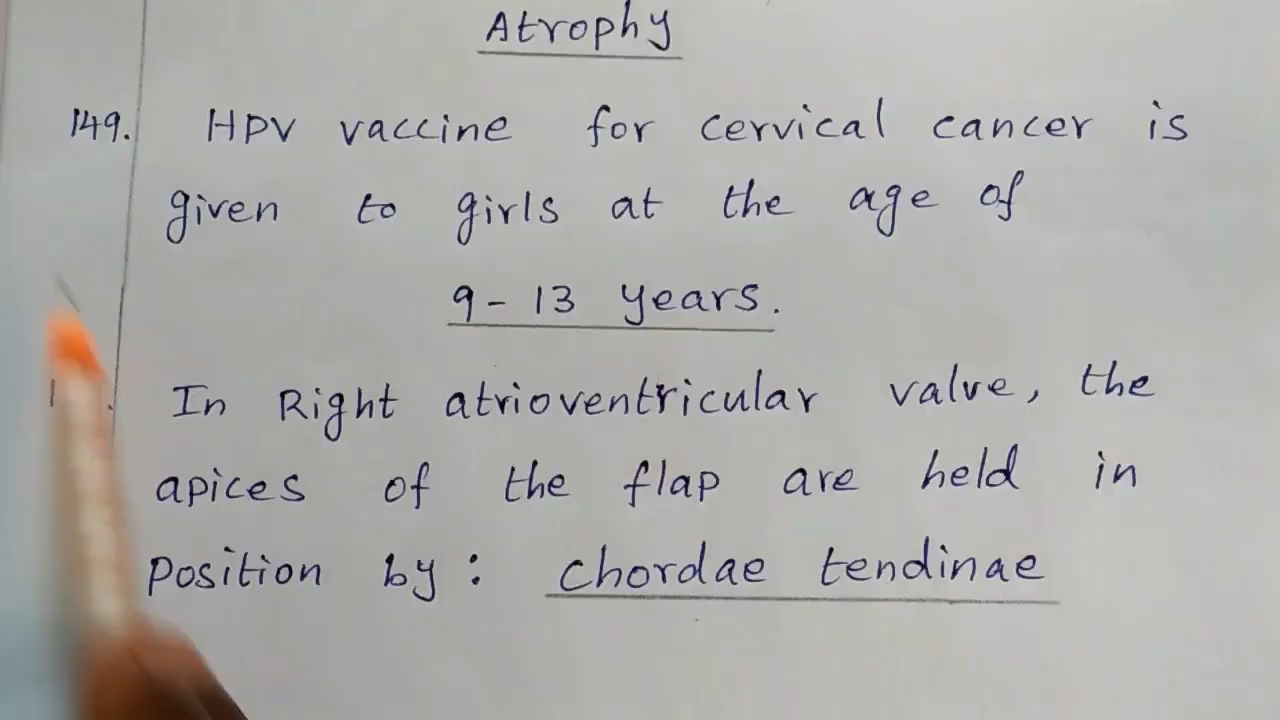 Atrophy
149. HPV vaccine for cervical cancer is
given to girls at the age of
9-13 years.
In Right atrioventricular valve, the
apices of the flap are held in
position by: chordae tendinae